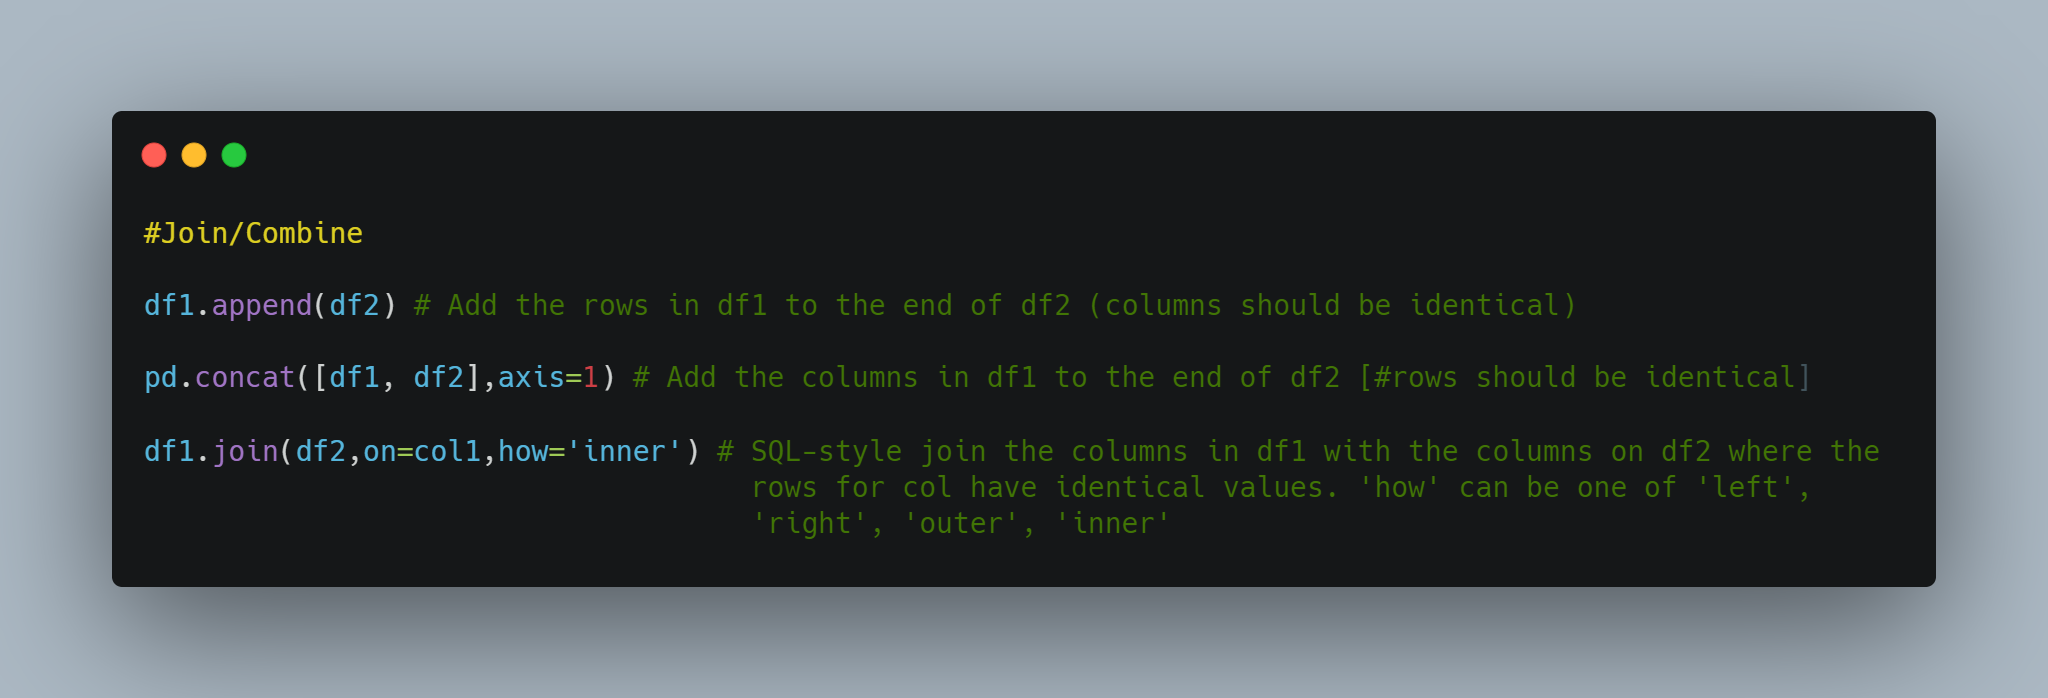 #Join/Combine
df1.append(df2) # Add the rows in df1 to the end of df2 (columns should be identical)
pd.concat([df1, df2],axis=1) # Add the columns in df1 to the end of df2 [#rows should be identical]
df1.join(df2,on=col1,how='inner') # SQL-style join the columns in df1 with the columns on df2 where the
rows for col have identical values. 'how' can be one of 'left',
'right', 'outer', 'inner'